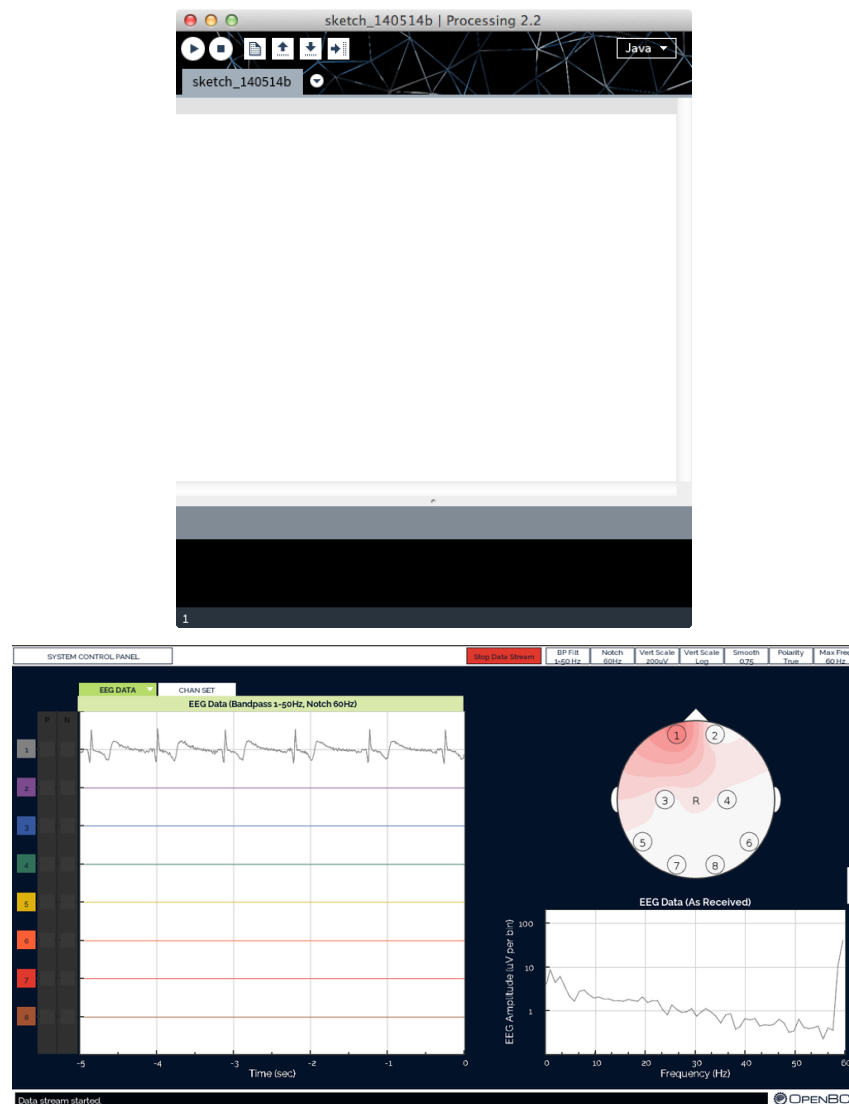 sketch_140514b | Processing 2.2
Java
sketch_140514b
1
SYSTEM CONTROL PANEL
Stop Data Stream
BP Filt
1-50 Hz
Notch
60Hz
Vert Scale
200uV
Vert Scale
Log
Smooth
0.75
Polarity
True
Max Freq
60 Hz
EEG DATA
CHAN SET
EEG Data (Bandpass 1-50Hz, Notch 60Hz)
P N
1
2
3
4
5
6
7
8
-5 -4 -3 -2 -1 0
Time (sec)
1 2
3 R 4
5 6
7 8
EEG Data (As Received)
EEG Amplitude (uV per bin)
100
10
1
0 10 20 30 40 50 60
Frequency (Hz)
Data stream started.
OPENBC